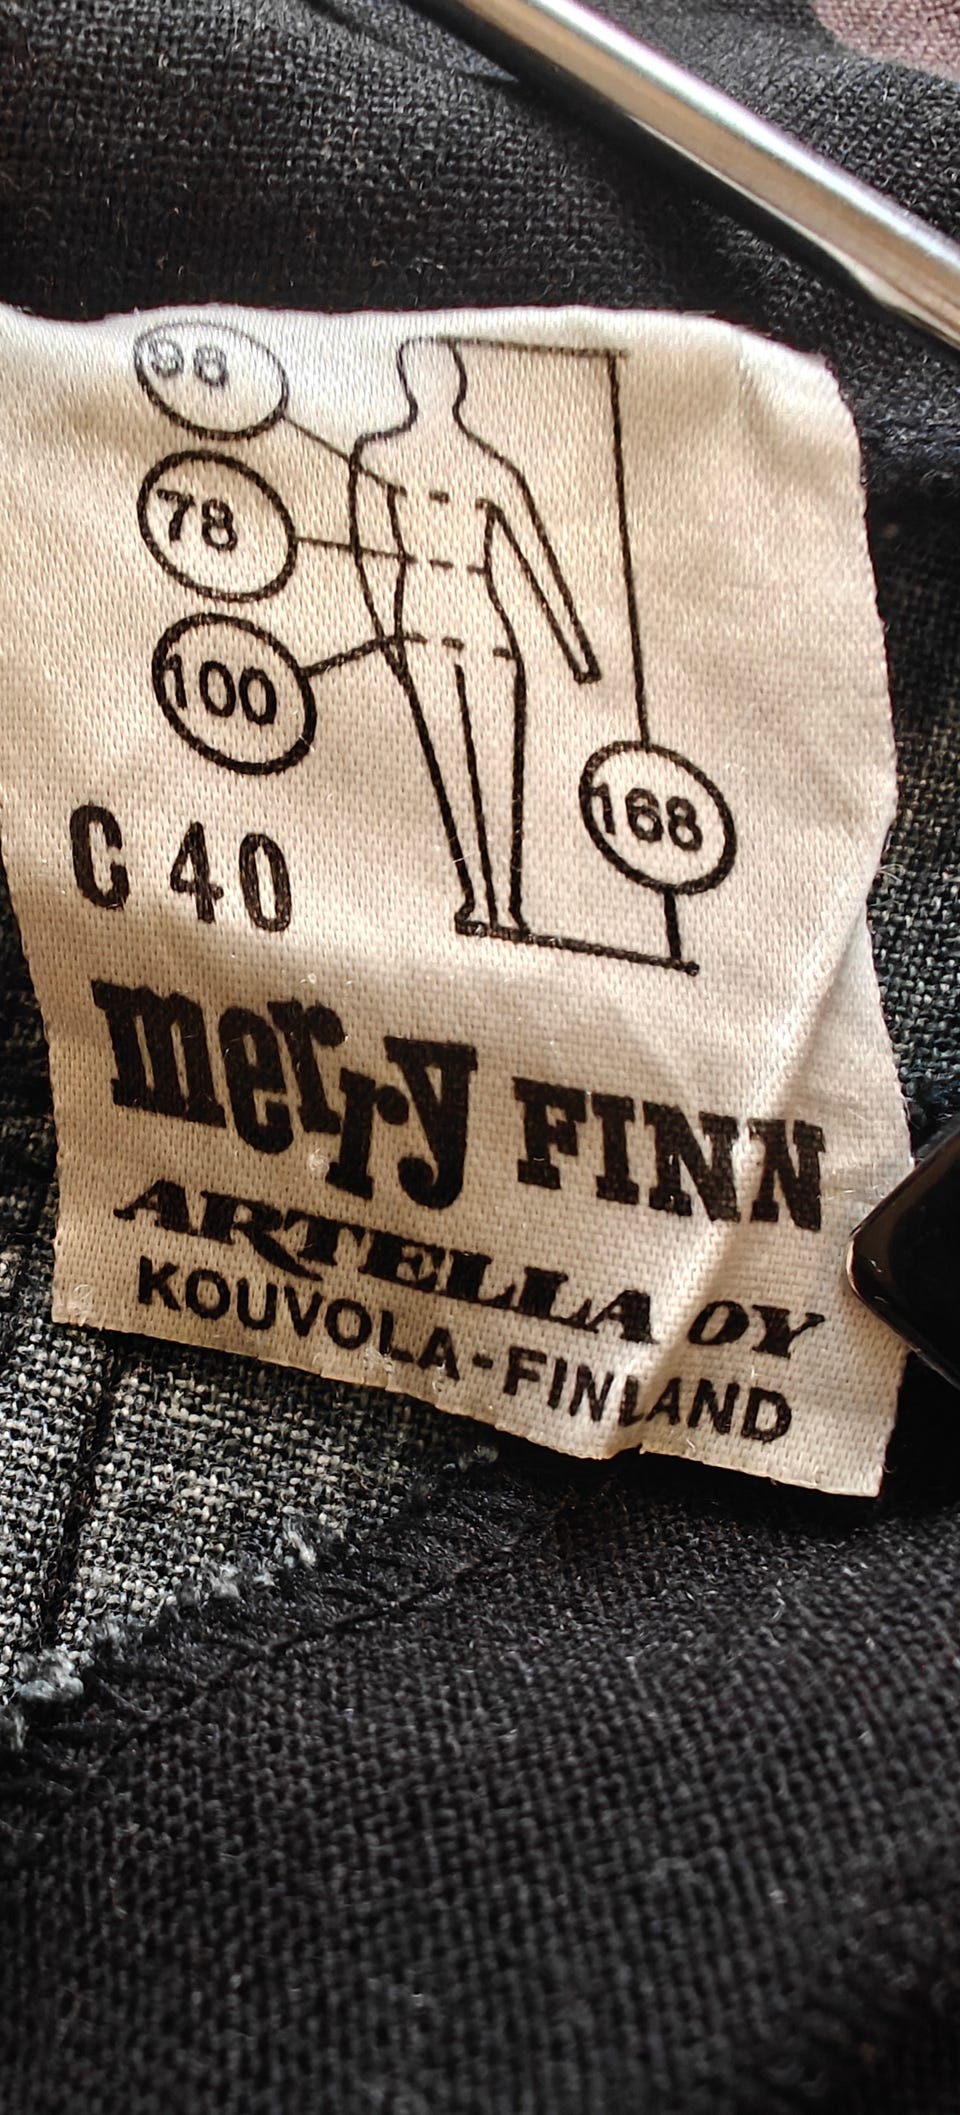 98
78
100
168
C 40
merry FINN
ARTELLA OY
KOUVOLA-FINLAND